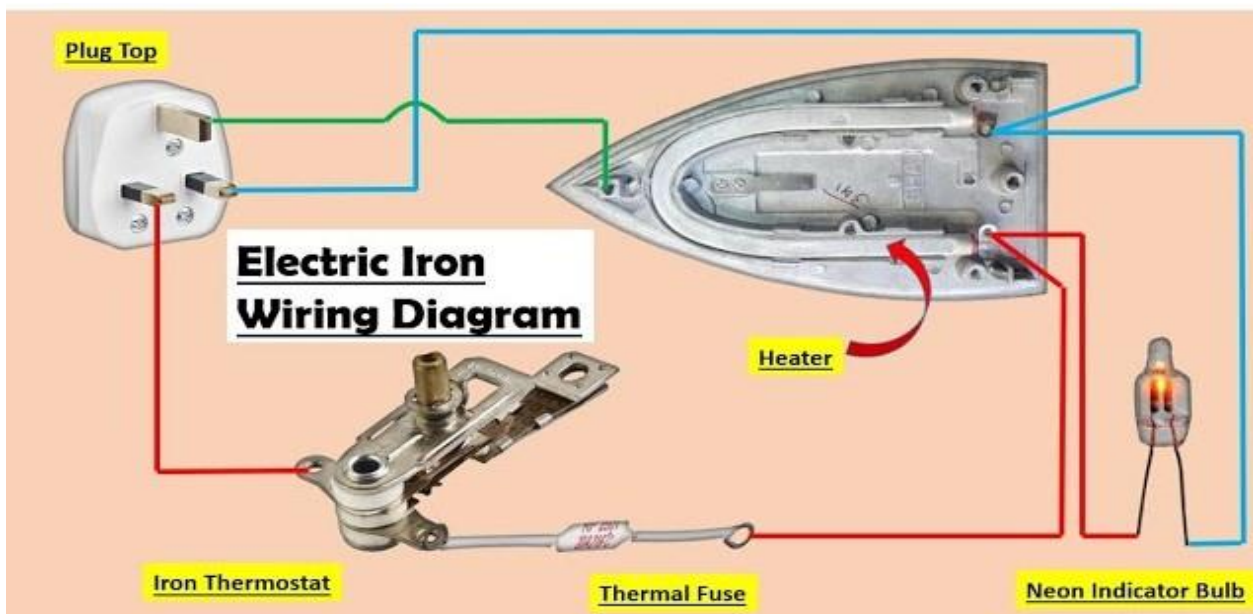 Plug Top
Electric Iron
Wiring Diagram
Heater
Iron Thermostat
Thermal Fuse
Neon Indicator Bulb